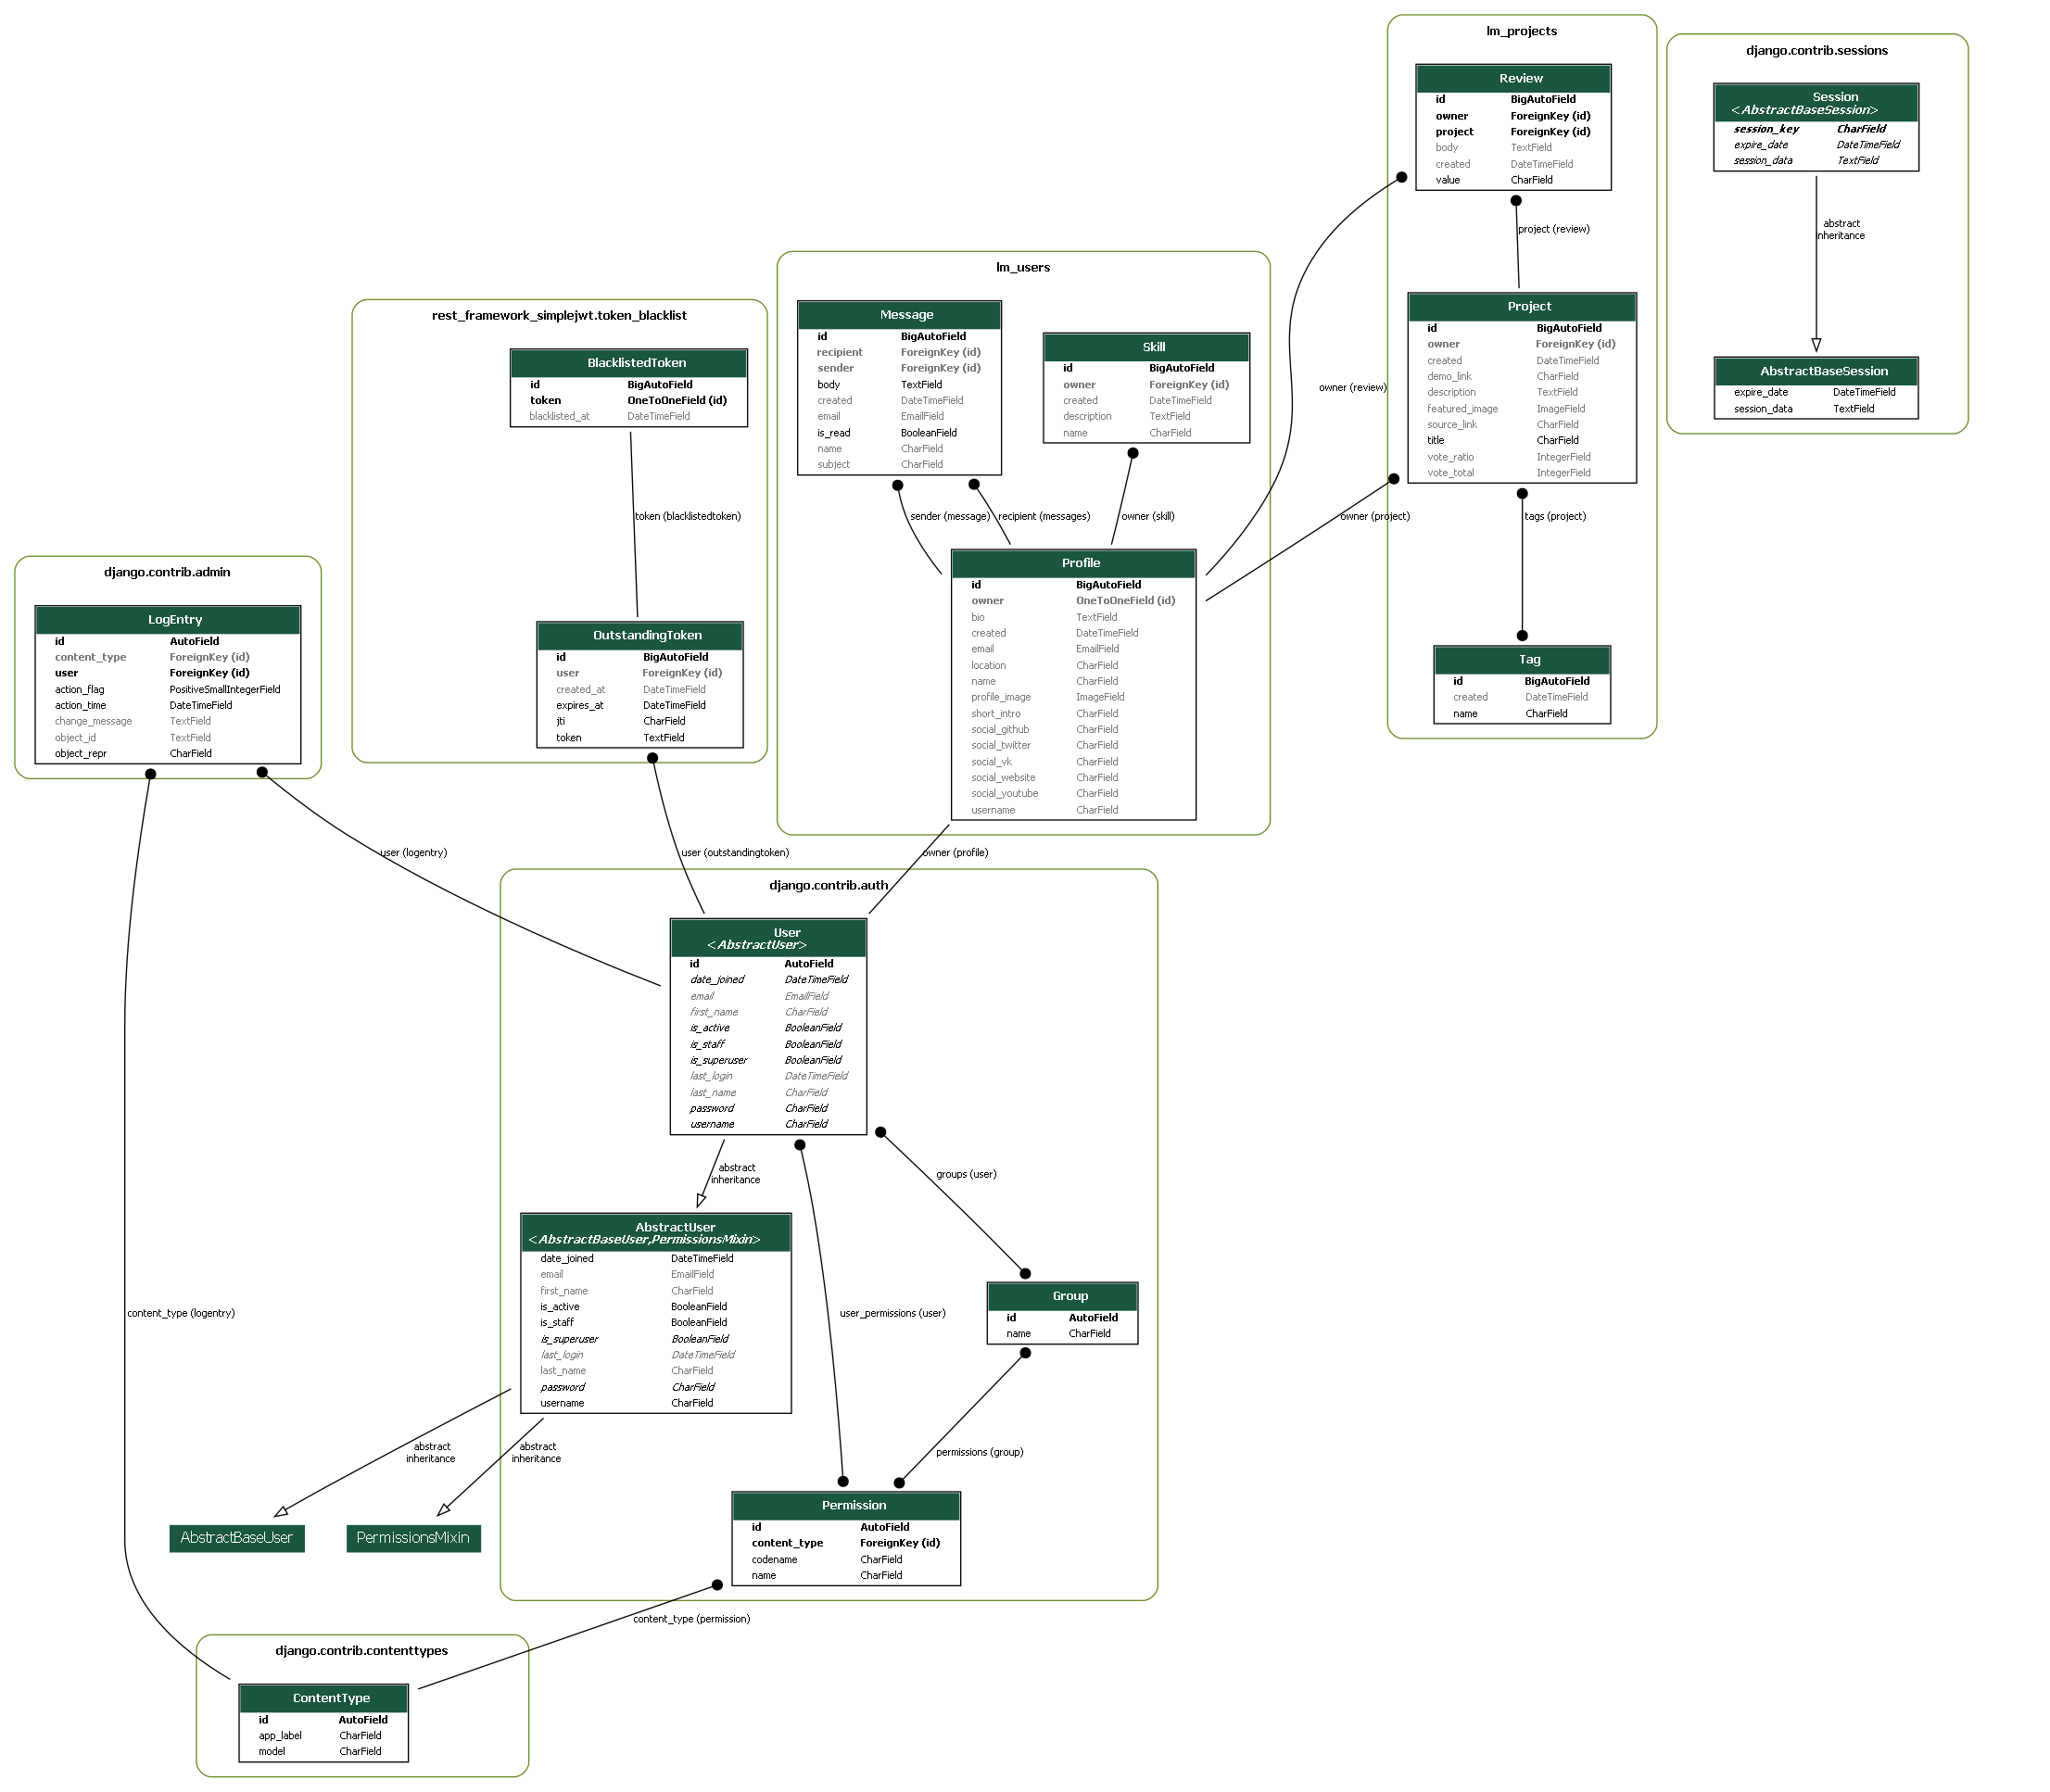 lm_projects
Review
id BigAutoField
owner ForeignKey (id)
project ForeignKey (id)
body TextField
created DateTimeField
value CharField
project (review)
owner (review)
Project
id BigAutoField
owner ForeignKey (id)
created DateTimeField
demo_link CharField
description TextField
featured_image ImageField
source_link CharField
title CharField
vote_ratio IntegerField
vote_total IntegerField
owner (project)
tags (project)
Tag
id BigAutoField
created DateTimeField
name CharField
django.contrib.sessions
Session
<AbstractBaseSession>
session_key CharField
expire_date DateTimeField
session_data TextField
abstract
inheritance
AbstractBaseSession
expire_date DateTimeField
session_data TextField
lm_users
Message
id BigAutoField
recipient ForeignKey (id)
sender ForeignKey (id)
body TextField
created DateTimeField
email EmailField
is_read BooleanField
name CharField
subject CharField
Skill
id BigAutoField
owner ForeignKey (id)
created DateTimeField
description TextField
name CharField
sender (message)
recipient (messages)
owner (skill)
Profile
id BigAutoField
owner OneToOneField (id)
bio TextField
created DateTimeField
email EmailField
location CharField
name CharField
profile_image ImageField
short_intro CharField
social_github CharField
social_twitter CharField
social_vk CharField
social_website CharField
social_youtube CharField
username CharField
rest_framework_simplejwt.token_blacklist
BlacklistedToken
id BigAutoField
token OneToOneField (id)
blacklisted_at DateTimeField
token (blacklistedtoken)
OutstandingToken
id BigAutoField
user ForeignKey (id)
created_at DateTimeField
expires_at DateTimeField
jti CharField
token TextField
django.contrib.admin
LogEntry
id AutoField
content_type ForeignKey (id)
user ForeignKey (id)
action_flag PositiveSmallIntegerField
action_time DateTimeField
change_message TextField
object_id TextField
object_repr CharField
user (logentry)
user (outstandingtoken)
owner (profile)
django.contrib.auth
User
<AbstractUser>
id AutoField
date_joined DateTimeField
email EmailField
first_name CharField
is_active BooleanField
is_staff BooleanField
is_superuser BooleanField
last_login DateTimeField
last_name CharField
password CharField
username CharField
abstract
inheritance
groups (user)
AbstractUser
<AbstractBaseUser,PermissionsMixin>
date_joined DateTimeField
email EmailField
first_name CharField
is_active BooleanField
is_staff BooleanField
is_superuser BooleanField
last_login DateTimeField
last_name CharField
password CharField
username CharField
content_type (logentry)
user_permissions (user)
Group
id AutoField
name CharField
abstract
inheritance
abstract
inheritance
permissions (group)
AbstractBaseUser
PermissionsMixin
Permission
id AutoField
content_type ForeignKey (id)
codename CharField
name CharField
content_type (permission)
django.contrib.contenttypes
ContentType
id AutoField
app_label CharField
model CharField